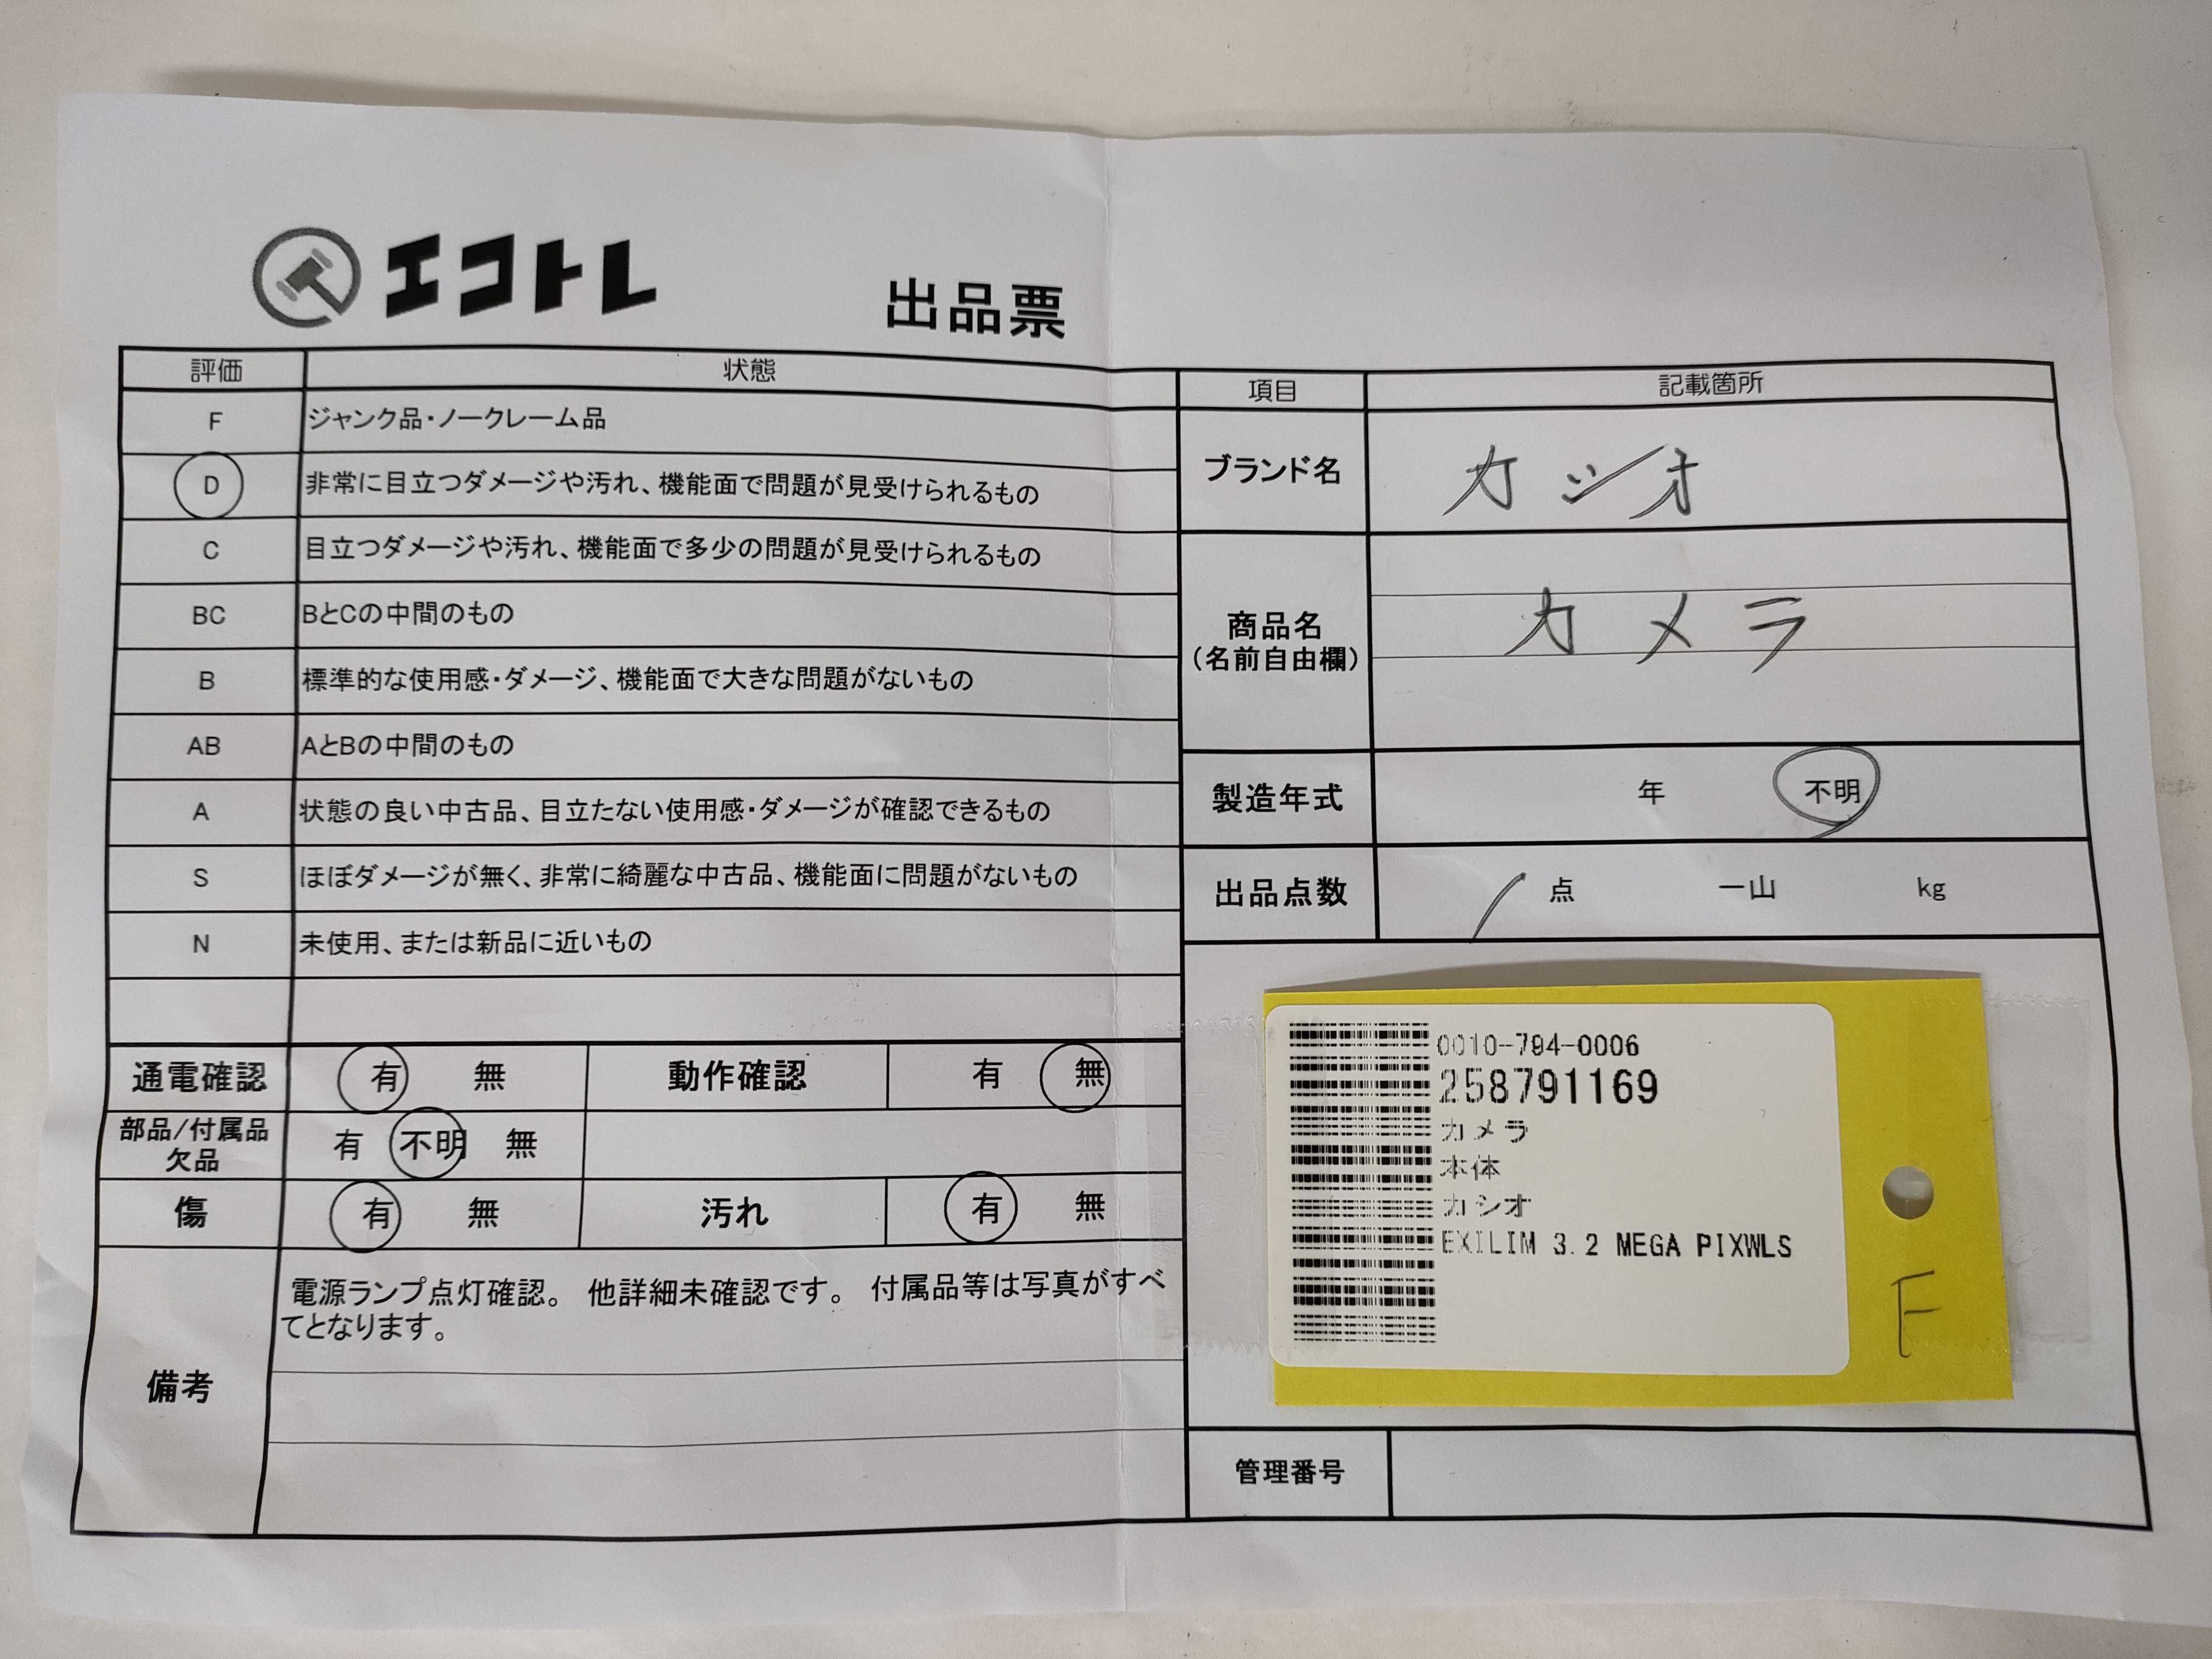 エコトレ
出品票
評価 状態
F ジャンク品・ノークレーム品
D 非常に目立つダメージや汚れ、機能面で問題が見受けられるもの
C 目立つダメージや汚れ、機能面で多少の問題が見受けられるもの
BC BとCの中間のもの
B 標準的な使用感・ダメージ、機能面で大きな問題がないもの
AB AとBの中間のもの
A 状態の良い中古品、目立たない使用感・ダメージが確認できるもの
S ほぼダメージが無く、非常に綺麗な中古品、機能面に問題がないもの
N 未使用、または新品に近いもの
通電確認 有 無 動作確認 有 無
部品/付属品
欠品 有 不明 無
傷 有 無 汚れ 有 無
備考
電源ランプ点灯確認。 他詳細未確認です。 付属品等は写真がすべ
てとなります。
項目 記載箇所
ブランド名 カシオ
商品名
(名前自由欄) カメラ
製造年式 年 不明
出品点数 1 点 一山 kg
0010-794-0006
258791169
カメラ
本体
カシオ
EXILIM 3.2 MEGA PIXWLS
F
管理番号